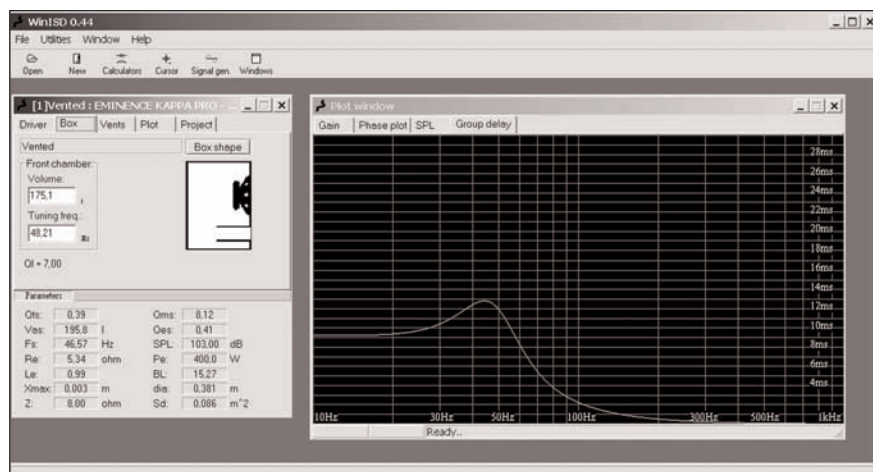 WinISD 0.44
File Utilities Window Help
Open New Calculators Cursor Signal gen. Windows
[1]Vented : EMINENCE KAPPA PRO - ...
Driver Box Vents Plot Project
Vented Box shape
Front chamber:
Volume:
175,1 l
Tuning freq.:
48,21 Hz
Ql = 7,00
Parameters
Qts: 0,39 Qms: 8,12
Vas: 195,8 l Qes: 0,41
Fs: 46,57 Hz SPL: 103,00 dB
Re: 5,34 ohm Pe: 400,0 W
Le: 0,99 BL: 15,27
Xmax: 0,003 m dia: 0,381 m
Z: 8,00 ohm Sd: 0,086 m^2
Plot window
Gain Phase plot SPL Group delay
28ms
26ms
24ms
22ms
20ms
18ms
16ms
14ms
12ms
10ms
8ms
6ms
4ms
10Hz 30Hz 50Hz 100Hz 300Hz 500Hz 1kHz
Ready...